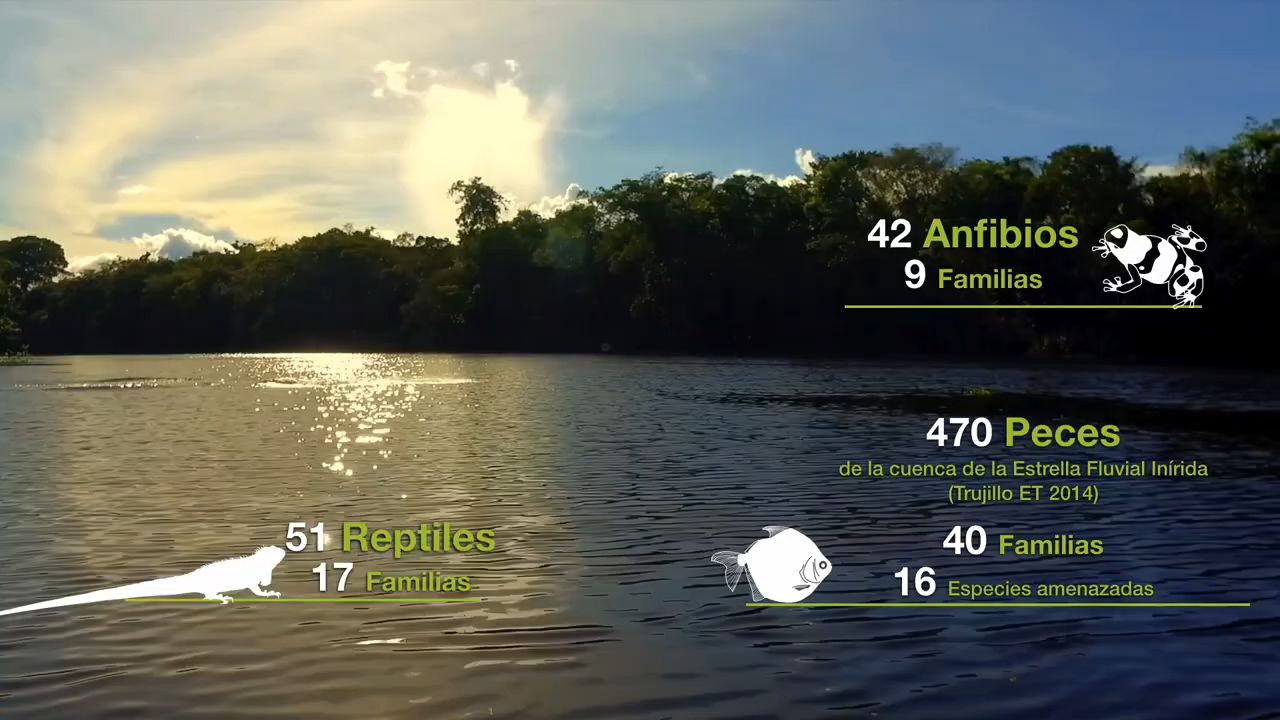 42 Anfibios
9 Familias
470 Peces
de la cuenca de la Estrella Fluvial Inírida
(Trujillo ET 2014)
40 Familias
16 Especies amenazadas
51 Reptiles
17 Familias